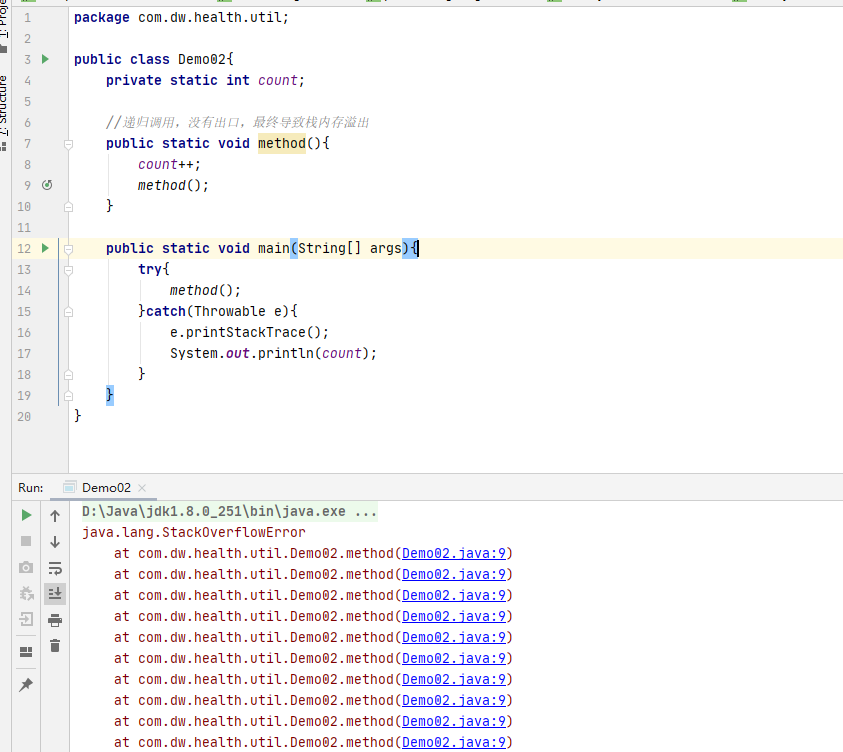 1: Proje
7: Structure
1 package com.dw.health.util;
2
3 public class Demo02{
4 private static int count;
5
6 //递归调用，没有出口，最终导致栈内存溢出
7 public static void method(){
8 count++;
9 method();
10 }
11
12 public static void main(String[] args){
13 try{
14 method();
15 }catch(Throwable e){
16 e.printStackTrace();
17 System.out.println(count);
18 }
19 }
20 }
Run: Demo02
D:\Java\jdk1.8.0_251\bin\java.exe ...
java.lang.StackOverflowError
at com.dw.health.util.Demo02.method(Demo02.java:9)
at com.dw.health.util.Demo02.method(Demo02.java:9)
at com.dw.health.util.Demo02.method(Demo02.java:9)
at com.dw.health.util.Demo02.method(Demo02.java:9)
at com.dw.health.util.Demo02.method(Demo02.java:9)
at com.dw.health.util.Demo02.method(Demo02.java:9)
at com.dw.health.util.Demo02.method(Demo02.java:9)
at com.dw.health.util.Demo02.method(Demo02.java:9)
at com.dw.health.util.Demo02.method(Demo02.java:9)
at com.dw.health.util.Demo02.method(Demo02.java:9)